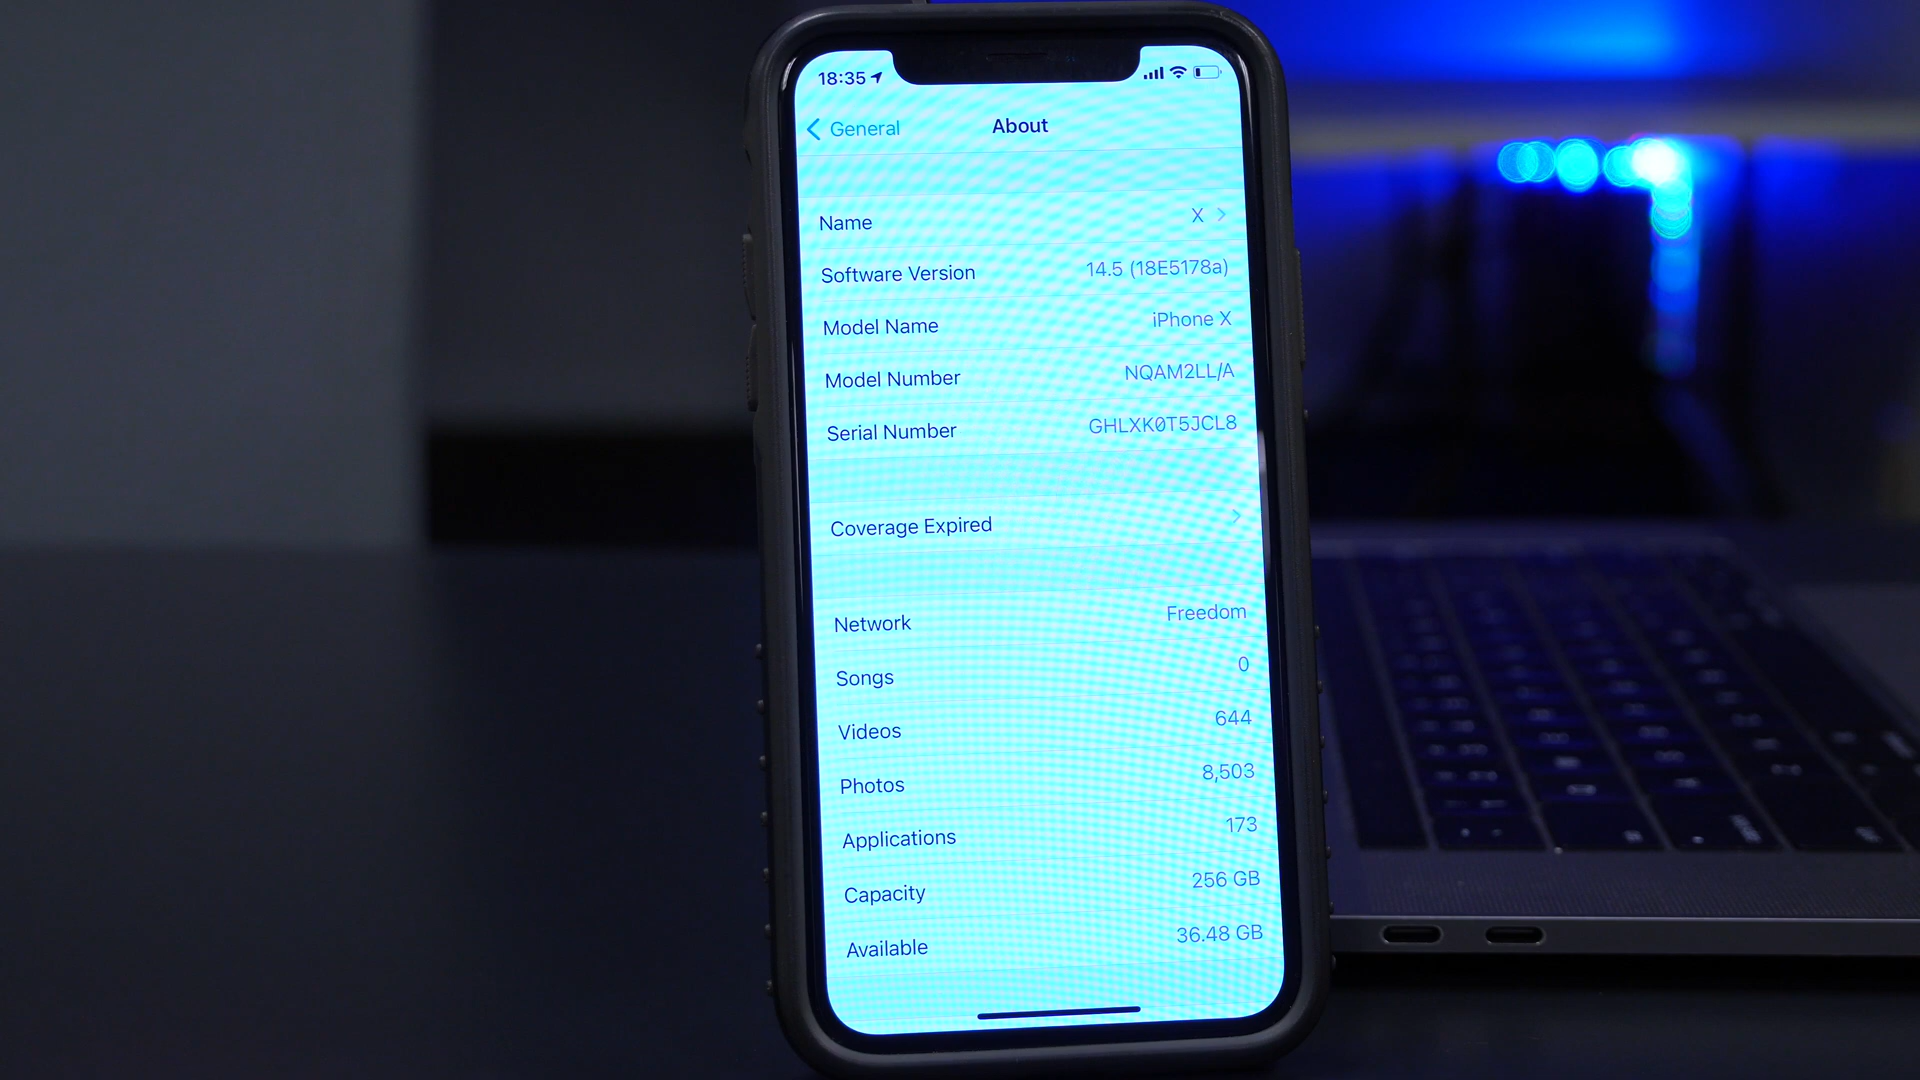 18:35
General
About
Name X
Software Version 14.5 (18E5178a)
Model Name iPhone X
Model Number NQAM2LL/A
Serial Number GHLXK0T5JCL8
Coverage Expired
Network Freedom
Songs 0
Videos 644
Photos 8,503
Applications 173
Capacity 256 GB
Available 36.48 GB